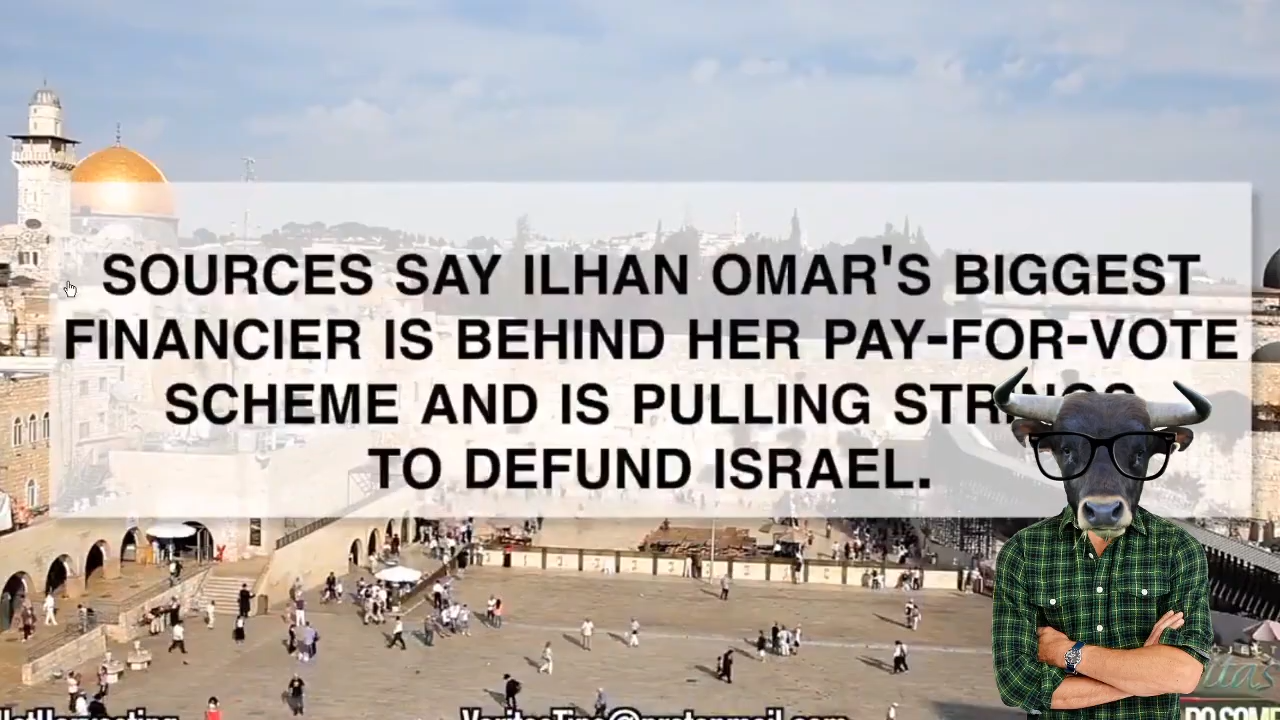 SOURCES SAY ILHAN OMAR'S BIGGEST
FINANCIER IS BEHIND HER PAY-FOR-VOTE
SCHEME AND IS PULLING STRINGS
TO DEFUND ISRAEL.